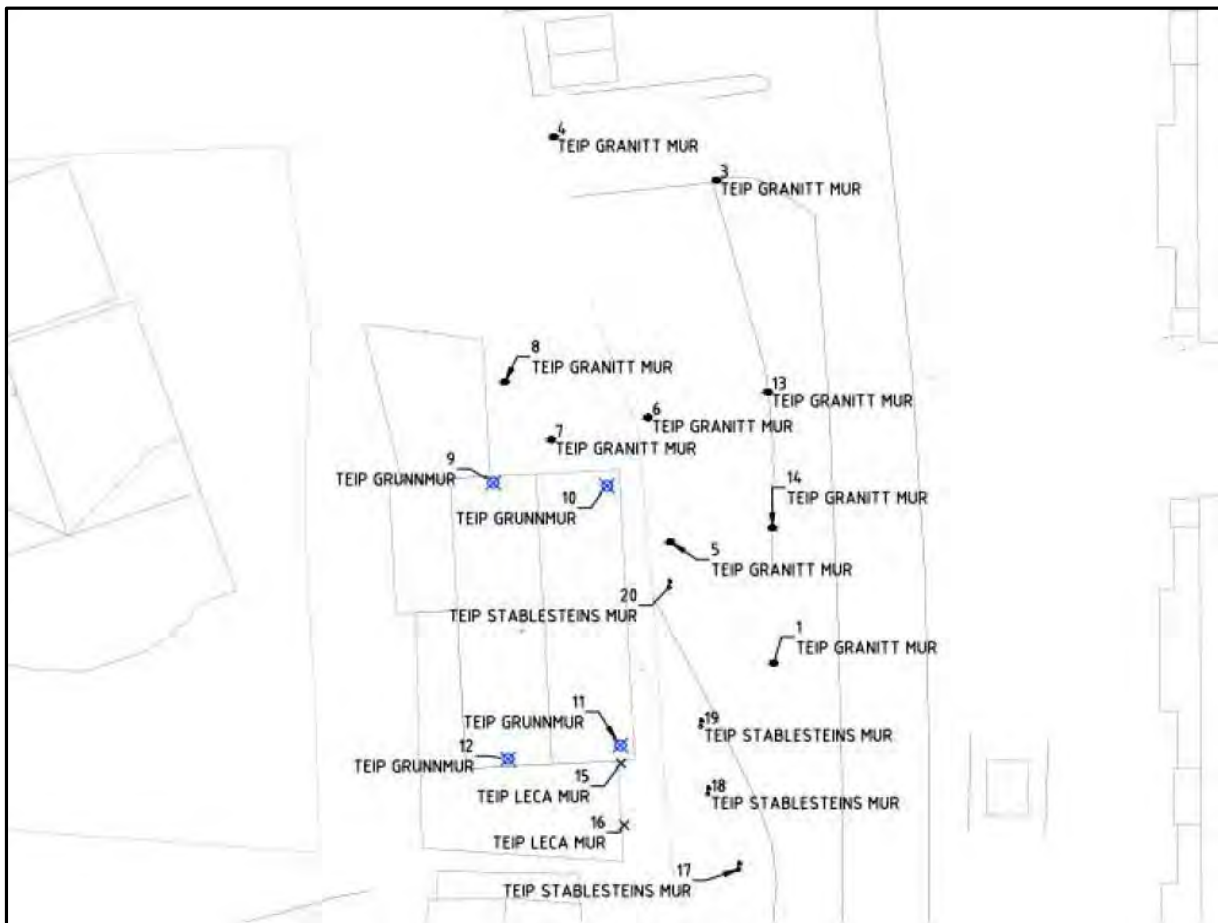 4
TEIP GRANITT MUR
3
TEIP GRANITT MUR
8
TEIP GRANITT MUR
13
TEIP GRANITT MUR
6
TEIP GRANITT MUR
7
TEIP GRANITT MUR
9
TEIP GRUNNMUR
10
TEIP GRUNNMUR
14
TEIP GRANITT MUR
5
TEIP GRANITT MUR
20
TEIP STABLESTEINS MUR
1
TEIP GRANITT MUR
11
TEIP GRUNNMUR
19
TEIP STABLESTEINS MUR
12
TEIP GRUNNMUR
15
TEIP LECA MUR
18
TEIP STABLESTEINS MUR
16
TEIP LECA MUR
17
TEIP STABLESTEINS MUR